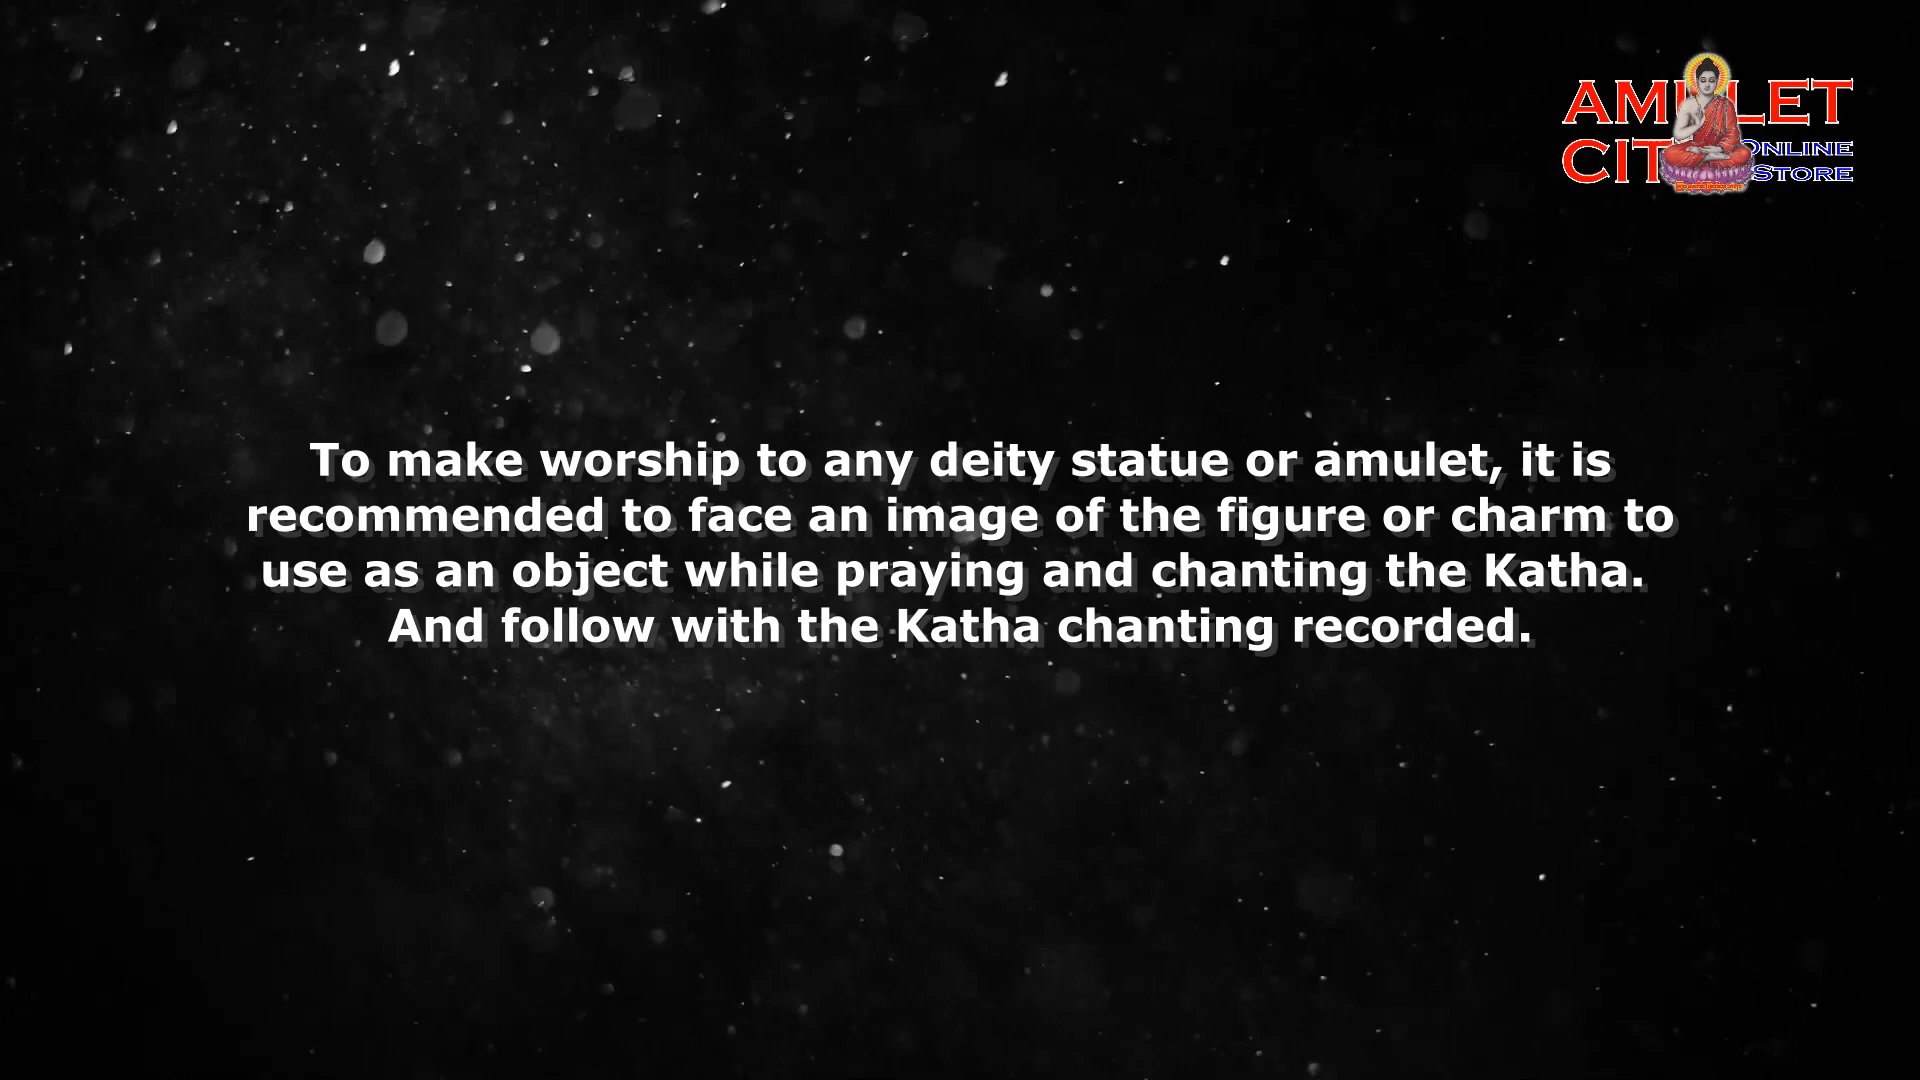 AMULET
CITY ONLINE
STORE
To make worship to any deity statue or amulet, it is
recommended to face an image of the figure or charm to
use as an object while praying and chanting the Katha.
And follow with the Katha chanting recorded.